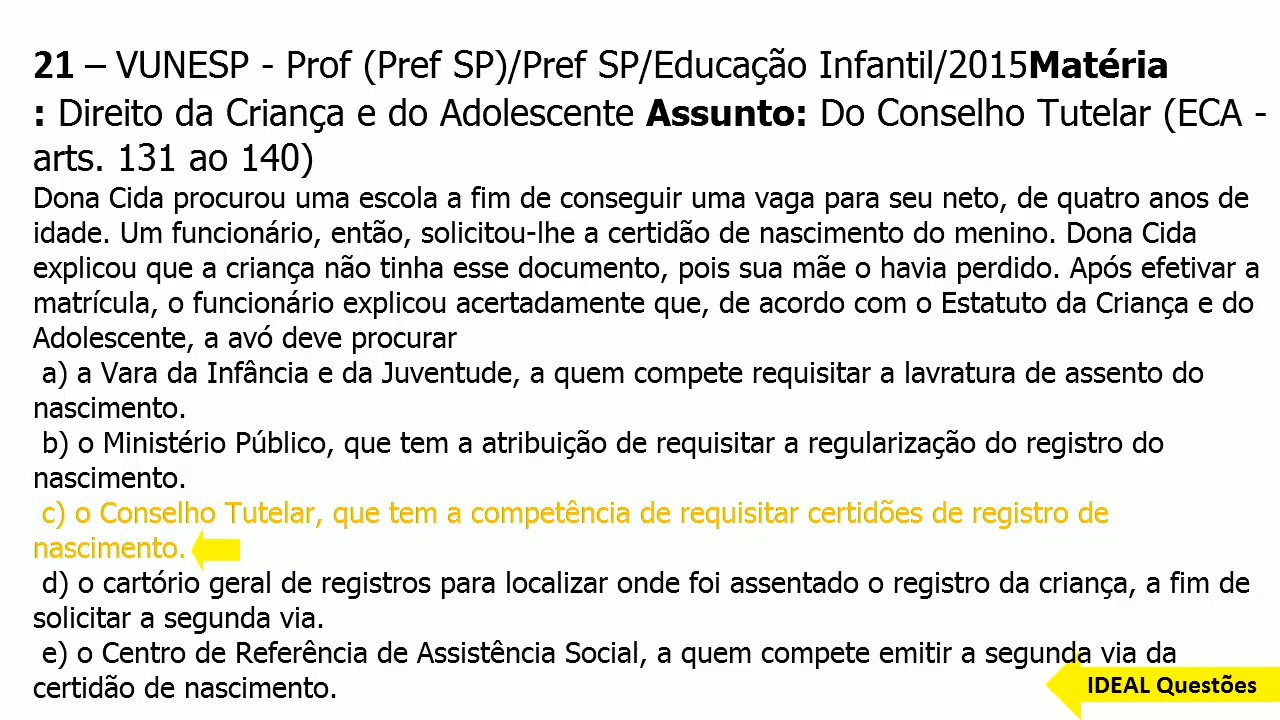 21 – VUNESP - Prof (Pref SP)/Pref SP/Educação Infantil/2015Matéria
: Direito da Criança e do Adolescente Assunto: Do Conselho Tutelar (ECA -
arts. 131 ao 140)
Dona Cida procurou uma escola a fim de conseguir uma vaga para seu neto, de quatro anos de
idade. Um funcionário, então, solicitou-lhe a certidão de nascimento do menino. Dona Cida
explicou que a criança não tinha esse documento, pois sua mãe o havia perdido. Após efetivar a
matrícula, o funcionário explicou acertadamente que, de acordo com o Estatuto da Criança e do
Adolescente, a avó deve procurar
a) a Vara da Infância e da Juventude, a quem compete requisitar a lavratura de assento do
nascimento.
b) o Ministério Público, que tem a atribuição de requisitar a regularização do registro do
nascimento.
c) o Conselho Tutelar, que tem a competência de requisitar certidões de registro de
nascimento.
d) o cartório geral de registros para localizar onde foi assentado o registro da criança, a fim de
solicitar a segunda via.
e) o Centro de Referência de Assistência Social, a quem compete emitir a segunda via da
certidão de nascimento.
IDEAL Questões